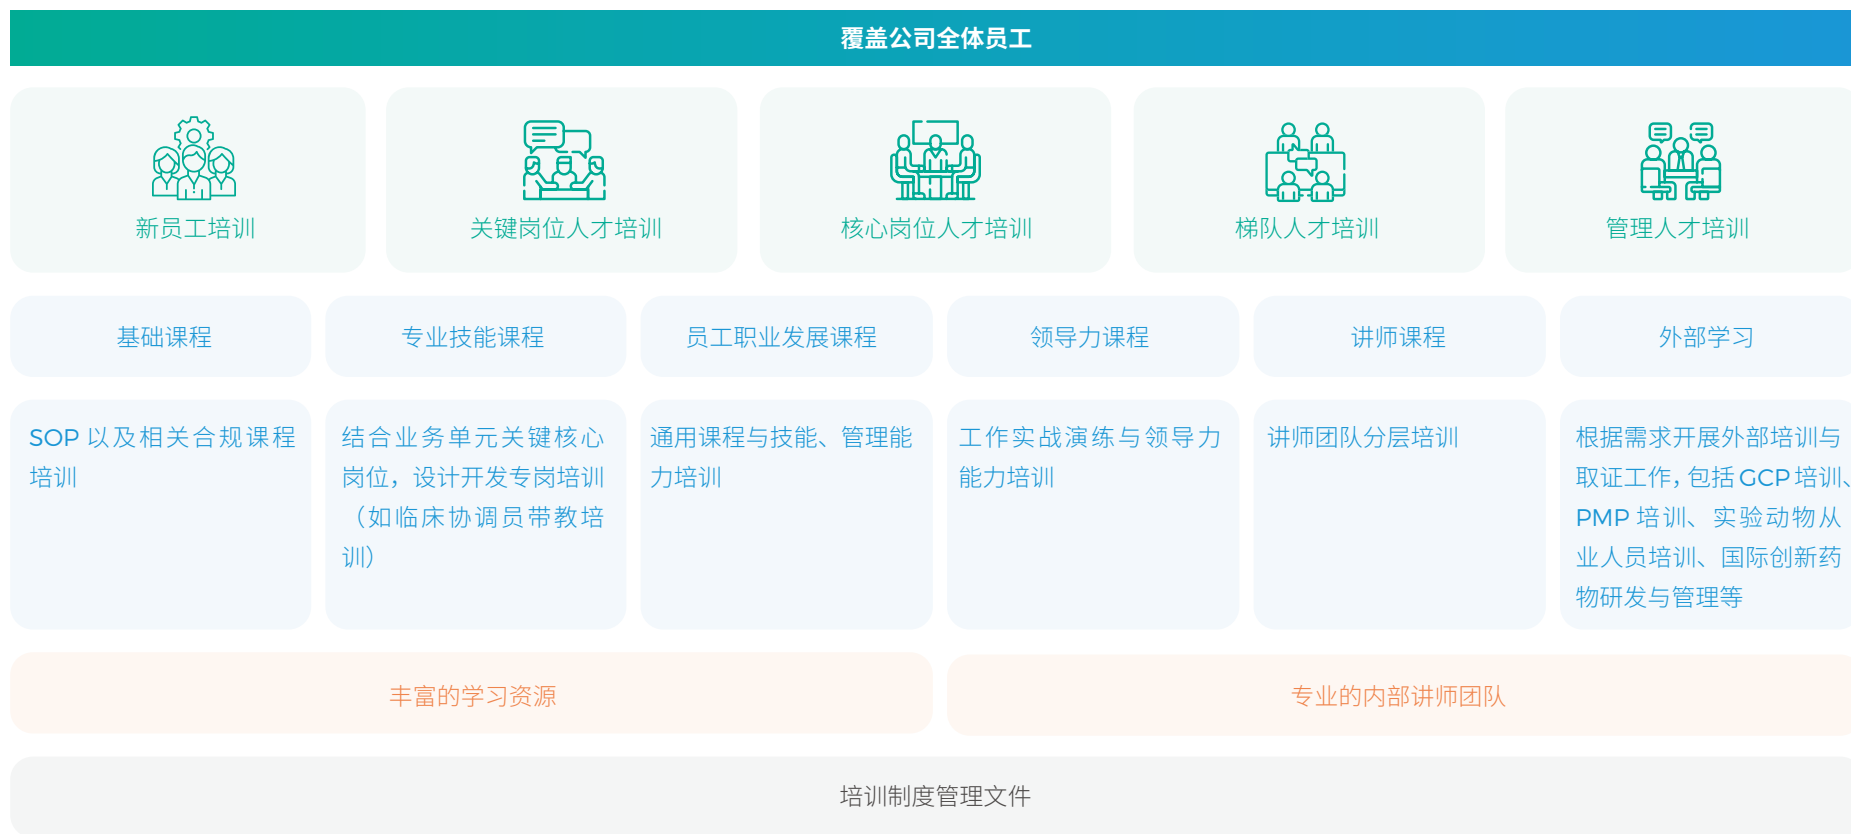 覆盖公司全体员工
新员工培训
关键岗位人才培训
核心岗位人才培训
梯队人才培训
管理人才培训
基础课程
专业技能课程
员工职业发展课程
领导力课程
讲师课程
外部学习
SOP 以及相关合规课程
培训
结合业务单元关键核心
岗位，设计开发专岗培训
（如临床协调员带教培
训）
通用课程与技能、管理能
力培训
工作实战演练与领导力
能力培训
讲师团队分层培训
根据需求开展外部培训与
取证工作，包括 GCP 培训、
PMP 培训、实验动物从
业人员培训、国际创新药
物研发与管理等
丰富的学习资源
专业的内部讲师团队
培训制度管理文件